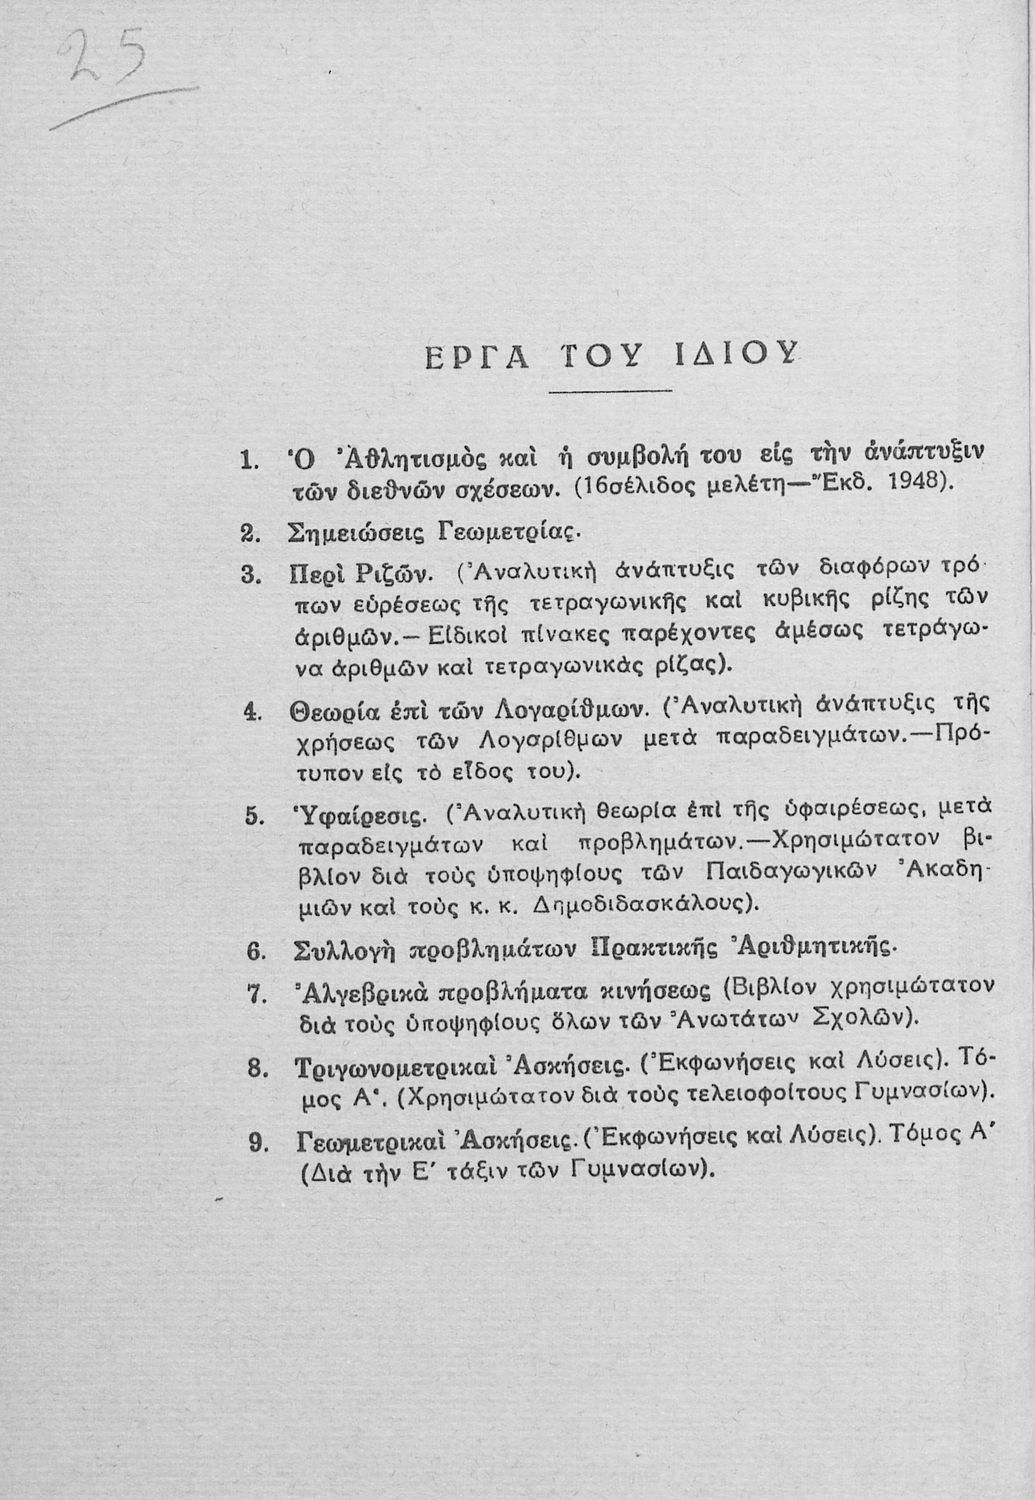 25
ΕΡΓΑ ΤΟΥ ΙΔΙΟΥ
1. Ὁ Ἀθλητισμὸς καὶ ἡ συμβολή του εἰς τὴν ἀνάπτυξιν
τῶν διεθνῶν σχέσεων. (16σέλιδος μελέτη—Ἔκδ. 1948).
2. Σημειώσεις Γεωμετρίας.
3. Περὶ Ριζῶν. (Ἀναλυτικὴ ἀνάπτυξις τῶν διαφόρων τρό-
πων εὑρέσεως τῆς τετραγωνικῆς καὶ κυβικῆς ρίζης τῶν
ἀριθμῶν.— Εἰδικοὶ πίνακες παρέχοντες ἀμέσως τετράγω-
να ἀριθμῶν καὶ τετραγωνικὰς ρίζας).
4. Θεωρία ἐπὶ τῶν Λογαρίθμων. (Ἀναλυτικὴ ἀνάπτυξις τῆς
χρήσεως τῶν Λογαρίθμων μετὰ παραδειγμάτων.—Πρό-
τυπον εἰς τὸ εἶδος του).
5. Ὑφαίρεσις. (Ἀναλυτικὴ θεωρία ἐπὶ τῆς ὑφαιρέσεως, μετὰ
παραδειγμάτων καὶ προβλημάτων.—Χρησιμώτατον βι-
βλίον διὰ τοὺς ὑποψηφίους τῶν Παιδαγωγικῶν Ἀκαδη-
μιῶν καὶ τοὺς κ. κ. Δημοδιδασκάλους).
6. Συλλογὴ προβλημάτων Πρακτικῆς Ἀριθμητικῆς.
7. Ἀλγεβρικὰ προβλήματα κινήσεως (Βιβλίον χρησιμώτατον
διὰ τοὺς ὑποψηφίους ὅλων τῶν Ἀνωτάτων Σχολῶν).
8. Τριγωνομετρικαὶ Ἀσκήσεις. (Ἐκφωνήσεις καὶ Λύσεις). Τό-
μος Α'. (Χρησιμώτατον διὰ τοὺς τελειοφοίτους Γυμνασίων).
9. Γεωμετρικαὶ Ἀσκήσεις. (Ἐκφωνήσεις καὶ Λύσεις). Τόμος Α'
(Διὰ τὴν Ε' τάξιν τῶν Γυμνασίων).